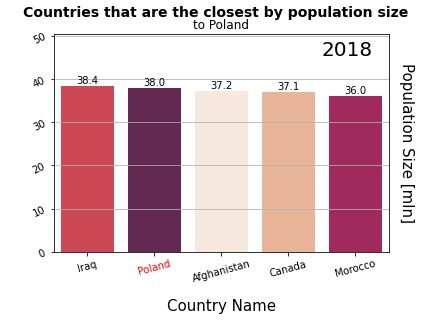 Countries that are the closest by population size
to Poland
2018
50
40
30
20
10
0
38.4
38.0
37.2
37.1
36.0
Iraq
Poland
Afghanistan
Canada
Morocco
Country Name
Population Size [mln]